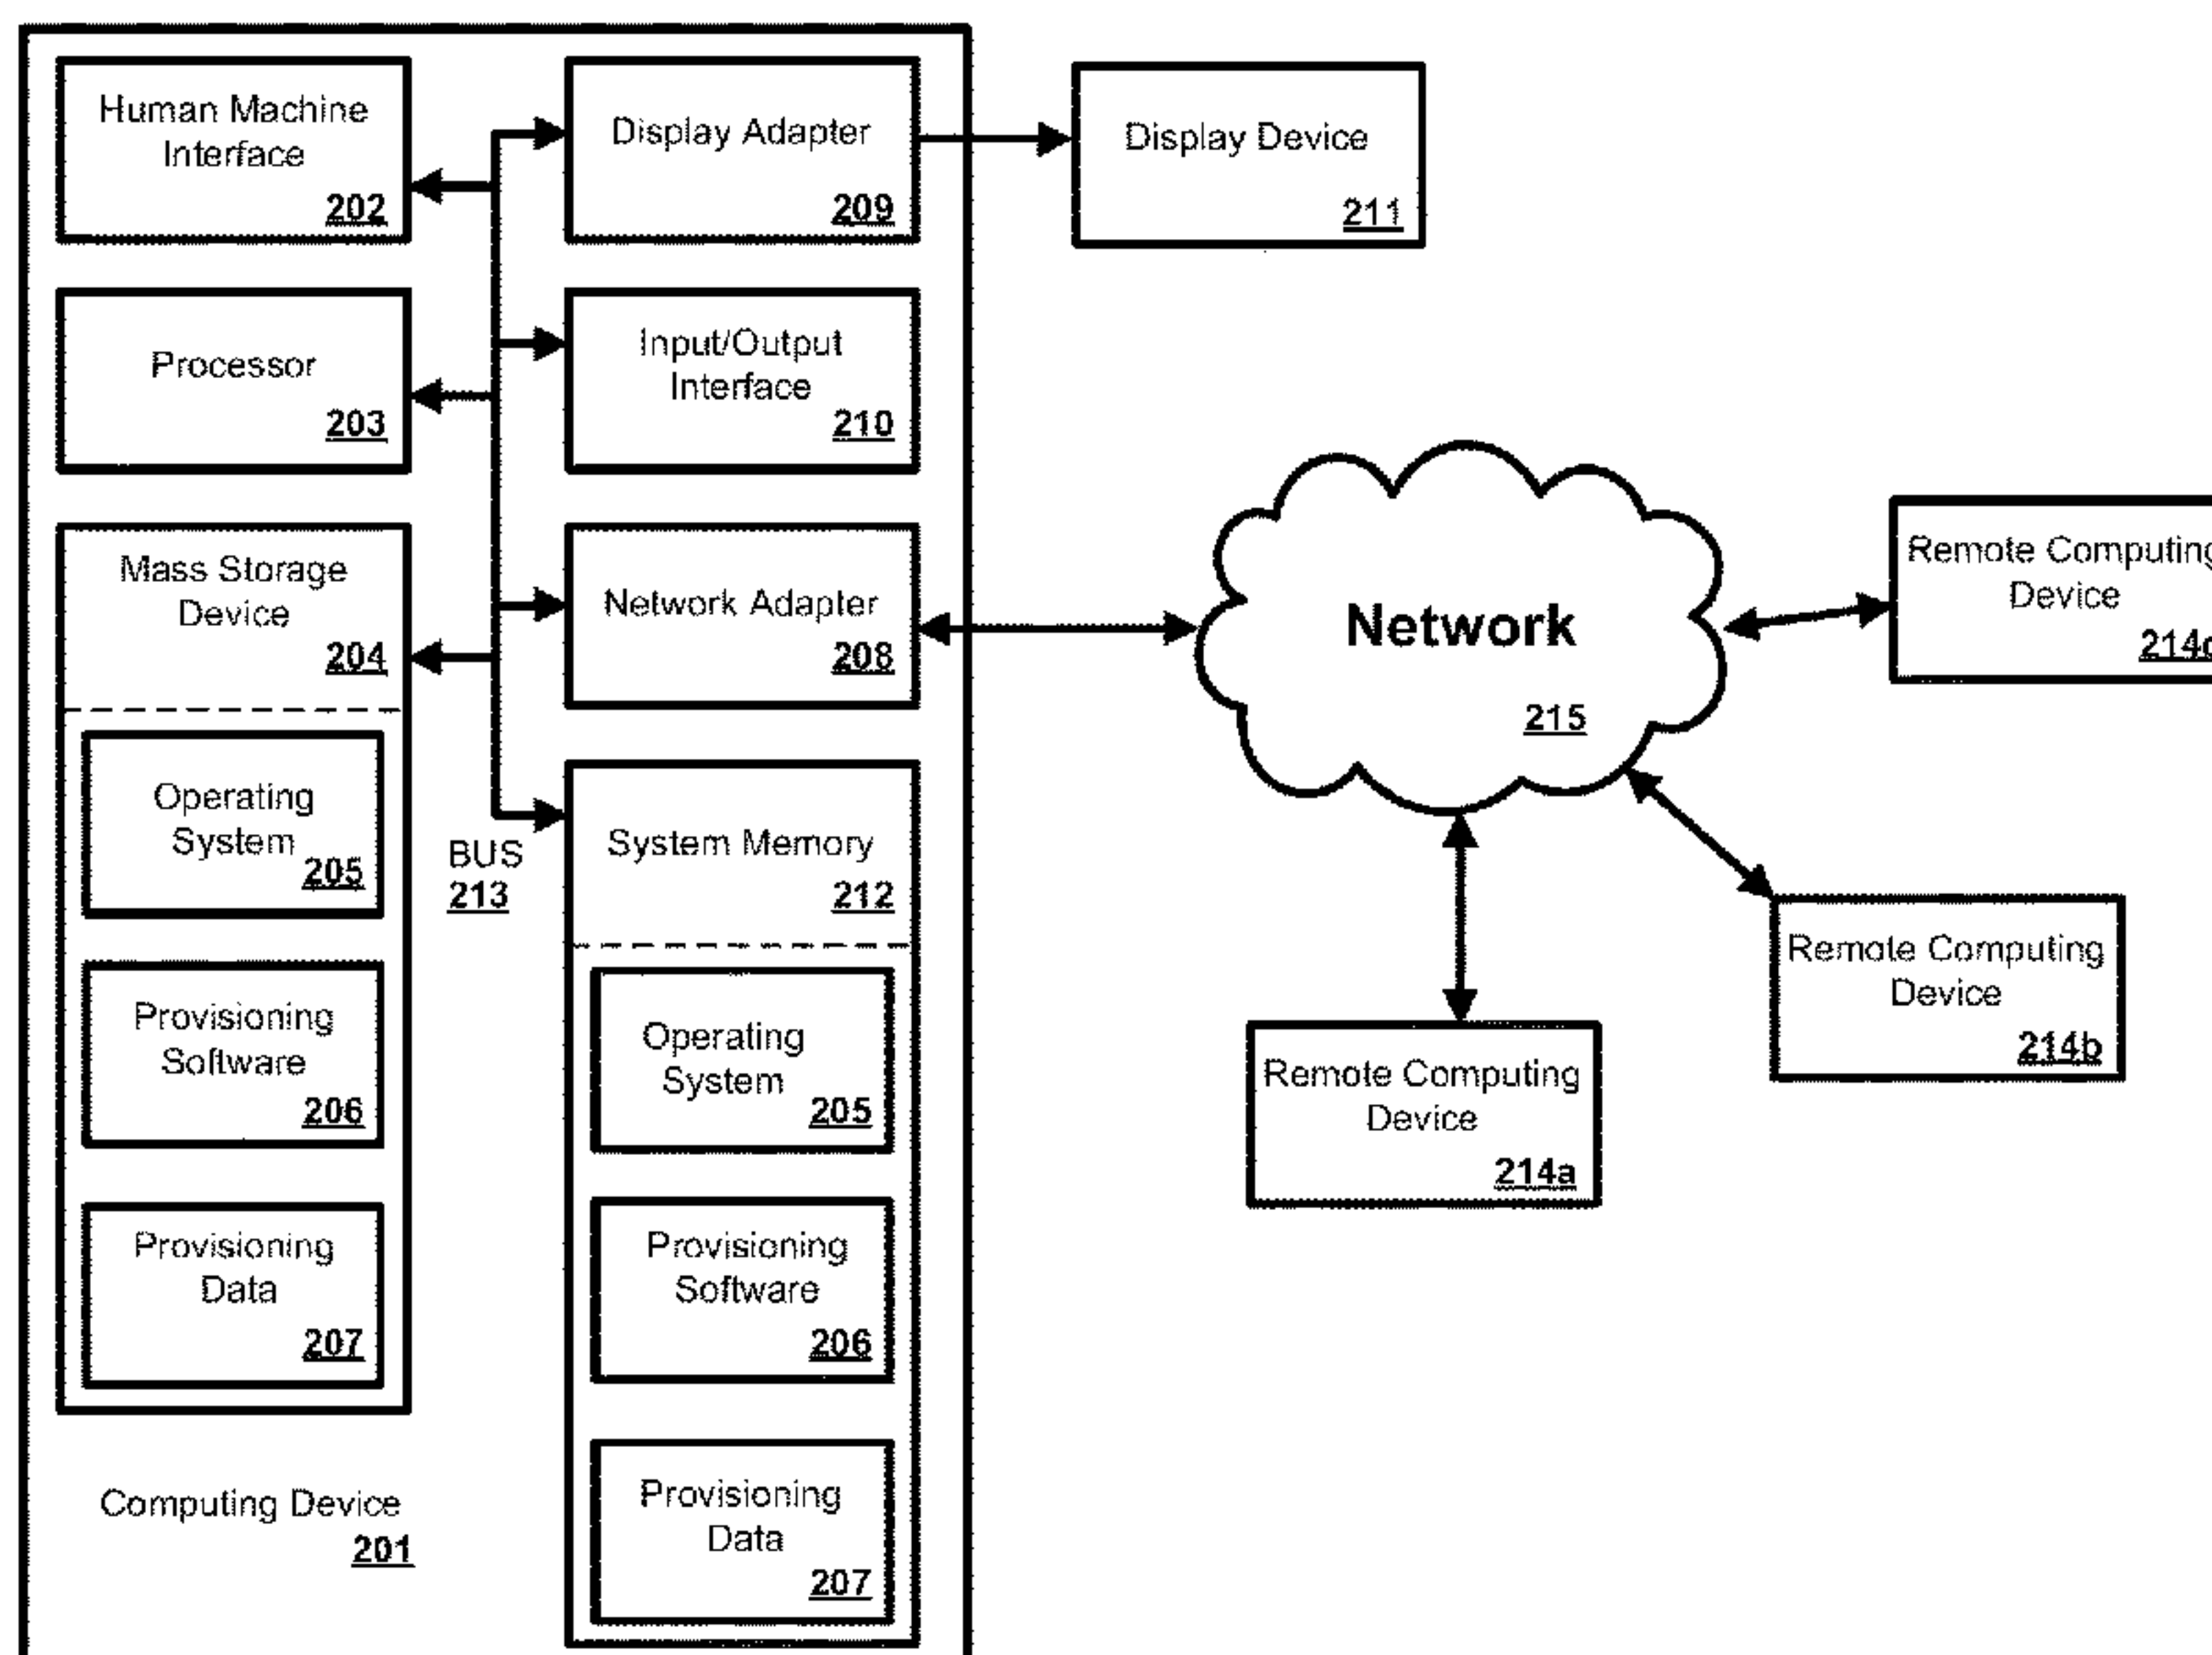 Human Machine
Interface
202
Display Adapter
209
Display Device
211
Processor
203
Input/Output
Interface
210
Mass Storage
Device
204
Network Adapter
208
Network
215
Remote Computing
Device
Operating
System
205
BUS
213
System Memory
212
Remote Computing
Device
214b
Provisioning
Software
206
Operating
System
205
Remote Computing
Device
214a
Provisioning
Data
207
Provisioning
Software
206
Computing Device
201
Provisioning
Data
207